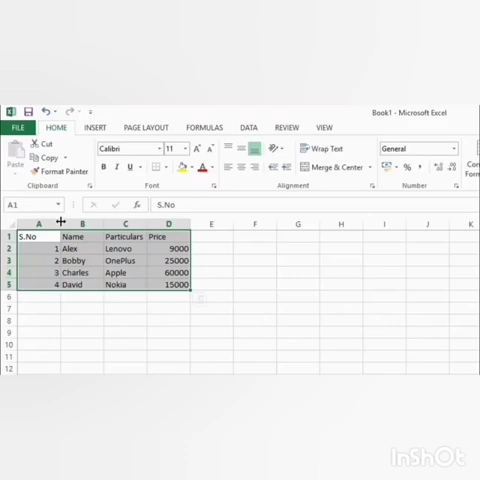 Book1 - Microsoft Excel
FILE HOME INSERT PAGE LAYOUT FORMULAS DATA REVIEW VIEW
Cut
Calibri 11 A A Wrap Text General
Paste Copy
Format Painter B I U A Merge & Center % ,
Clipboard Font Alignment Number
A1 fx S.No
A B C D E F G H I J K
1 S.No Name Particulars Price
2 1 Alex Lenovo 9000
3 2 Bobby OnePlus 25000
4 3 Charles Apple 60000
5 4 David Nokia 15000
6
7
8
9
10
11
12
InShOt